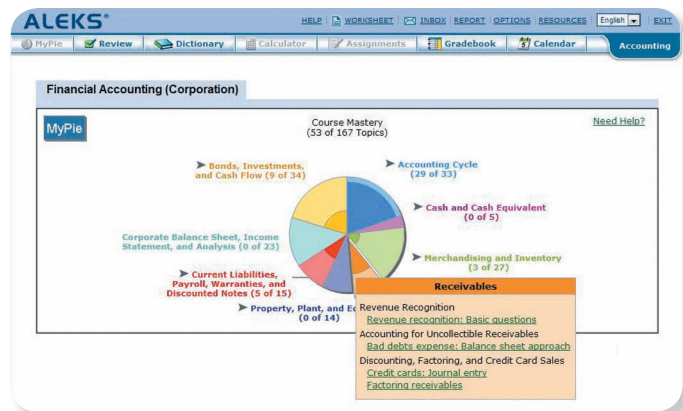 ALEKS®
HELP | WORKSHEET | INBOX | REPORT | OPTIONS | RESOURCES | English | EXIT
MyPie Review Dictionary Calculator Assignments Gradebook Calendar Accounting
Financial Accounting (Corporation)
MyPie
Course Mastery
(53 of 167 Topics)
Need Help?
Bonds, Investments,
and Cash Flow (9 of 34)
Accounting Cycle
(29 of 33)
Cash and Cash Equivalent
(0 of 5)
Corporate Balance Sheet, Income
Statement, and Analysis (0 of 23)
Merchandising and Inventory
(3 of 27)
Current Liabilities,
Payroll, Warranties, and
Discounted Notes (5 of 15)
Property, Plant, and
(0 of 14)
Receivables
Revenue Recognition
Revenue recognition: Basic questions
Accounting for Uncollectible Receivables
Bad debts expense: Balance sheet approach
Discounting, Factoring, and Credit Card Sales
Credit cards: Journal entry
Factoring receivables